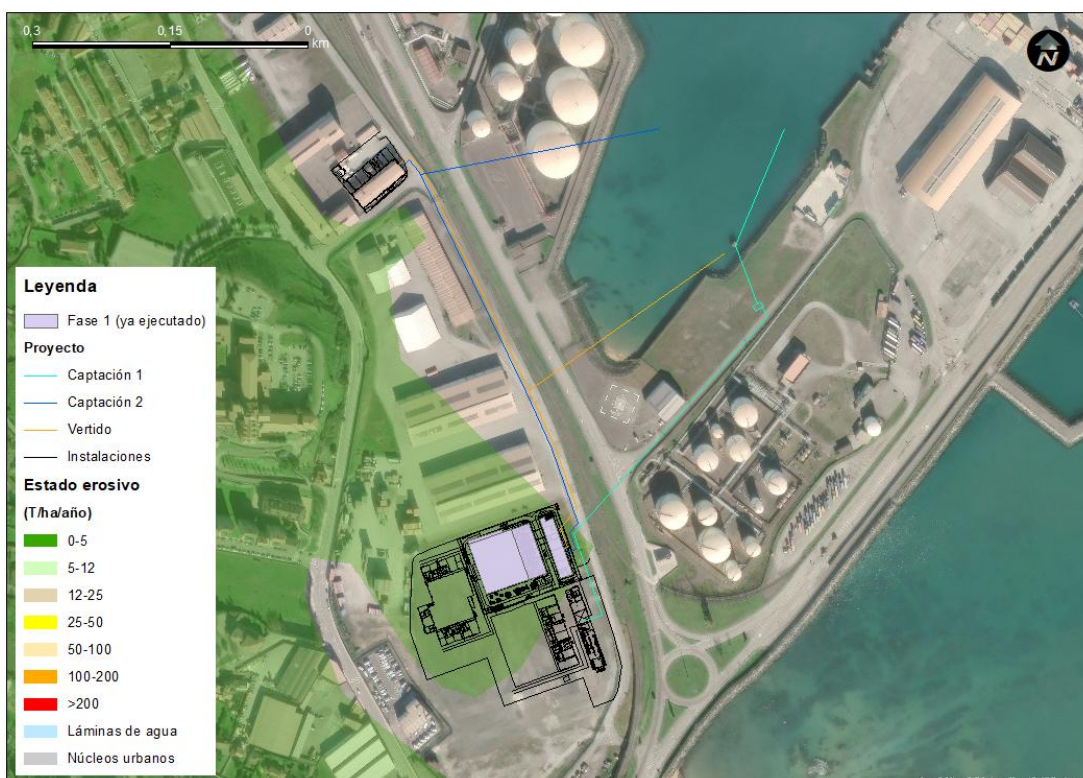 0,3 0,15 0
km
N
Leyenda
Fase 1 (ya ejecutado)
Proyecto
Captación 1
Captación 2
Vertido
Instalaciones
Estado erosivo
(T/ha/año)
0-5
5-12
12-25
25-50
50-100
100-200
>200
Láminas de agua
Núcleos urbanos